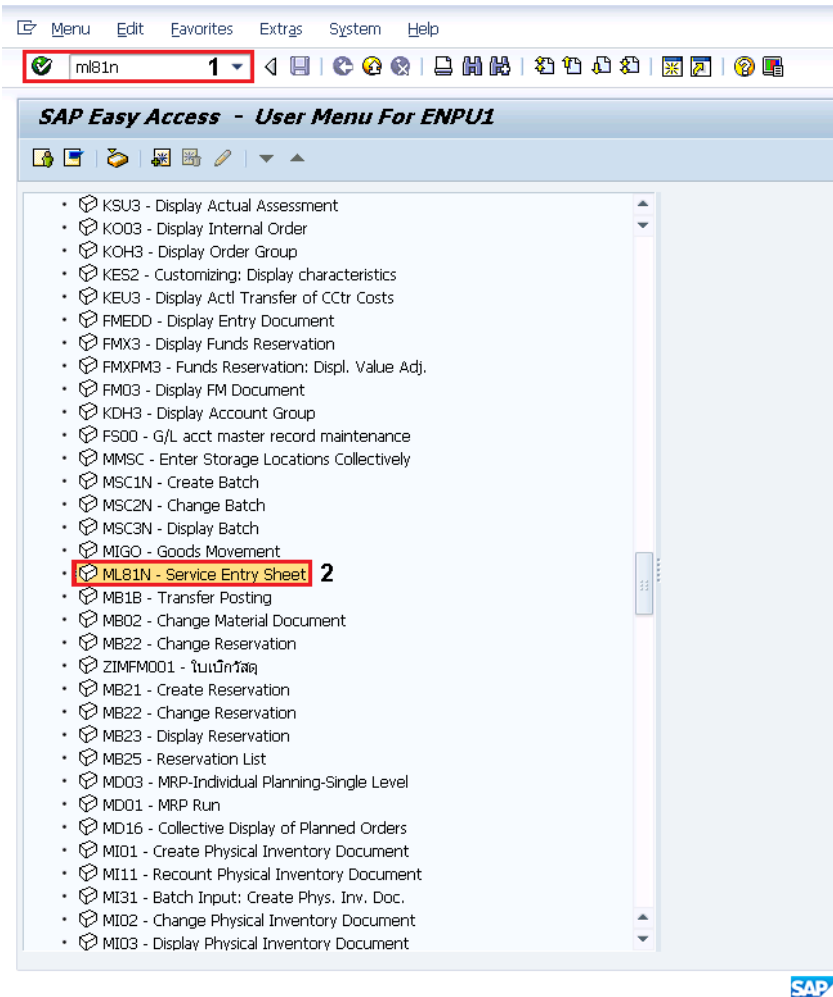 Menu Edit Favorites Extras System Help
ml81n 1
SAP Easy Access - User Menu For ENPU1
KSU3 - Display Actual Assessment
KO03 - Display Internal Order
KOH3 - Display Order Group
KES2 - Customizing: Display characteristics
KEU3 - Display Actl Transfer of CCtr Costs
FMEDD - Display Entry Document
FMX3 - Display Funds Reservation
FMXPM3 - Funds Reservation: Displ. Value Adj.
FM03 - Display FM Document
KDH3 - Display Account Group
FS00 - G/L acct master record maintenance
MMSC - Enter Storage Locations Collectively
MSC1N - Create Batch
MSC2N - Change Batch
MSC3N - Display Batch
MIGO - Goods Movement
ML81N - Service Entry Sheet 2
MB1B - Transfer Posting
MB02 - Change Material Document
MB22 - Change Reservation
ZIMFM001 - ใบเบิกวัสดุ
MB21 - Create Reservation
MB22 - Change Reservation
MB23 - Display Reservation
MB25 - Reservation List
MD03 - MRP-Individual Planning-Single Level
MD01 - MRP Run
MD16 - Collective Display of Planned Orders
MI01 - Create Physical Inventory Document
MI11 - Recount Physical Inventory Document
MI31 - Batch Input: Create Phys. Inv. Doc.
MI02 - Change Physical Inventory Document
MI03 - Display Physical Inventory Document
SAP